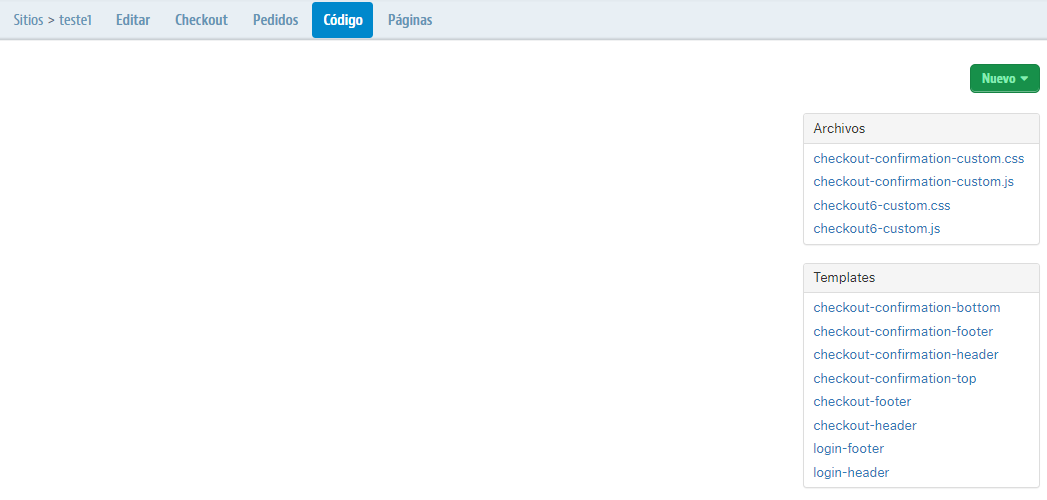 Sitios > teste1 Editar Checkout Pedidos Código Páginas
Nuevo
Archivos
checkout-confirmation-custom.css
checkout-confirmation-custom.js
checkout6-custom.css
checkout6-custom.js
Templates
checkout-confirmation-bottom
checkout-confirmation-footer
checkout-confirmation-header
checkout-confirmation-top
checkout-footer
checkout-header
login-footer
login-header